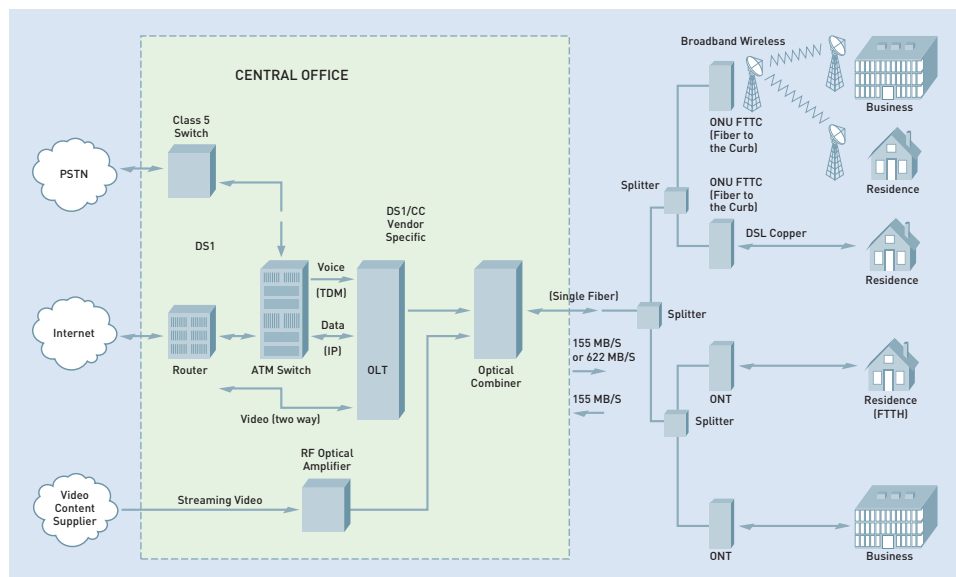 CENTRAL OFFICE
Class 5
Switch
PSTN
DS1
DS1/CC
Vendor
Specific
Voice
(TDM)
Data
(IP)
Internet
Router
ATM Switch
OLT
Optical
Combiner
Video (two way)
RF Optical
Amplifier
Video
Content
Supplier
Streaming Video
(Single Fiber)
155 MB/S
or 622 MB/S
155 MB/S
Splitter
Splitter
Splitter
Broadband Wireless
ONU FTTC
(Fiber to
the Curb)
Business
Residence
ONU FTTC
(Fiber to
the Curb)
DSL Copper
Residence
ONT
Residence
(FTTH)
ONT
Business